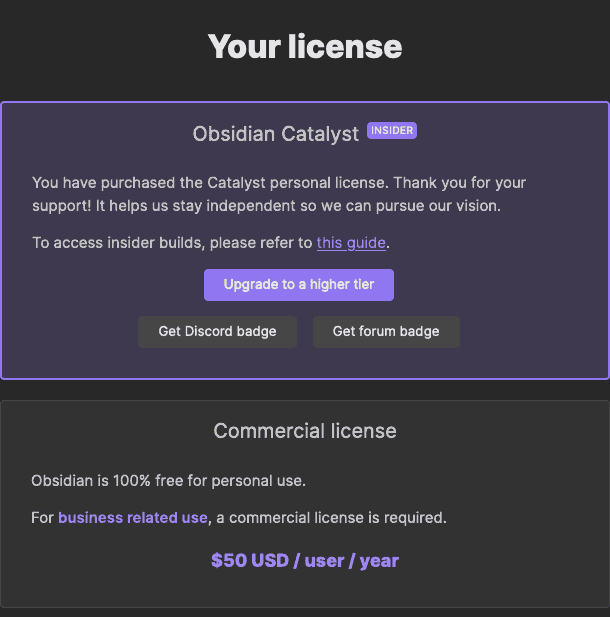 Your license
Obsidian Catalyst INSIDER
You have purchased the Catalyst personal license. Thank you for your
support! It helps us stay independent so we can pursue our vision.
To access insider builds, please refer to this guide.
Upgrade to a higher tier
Get Discord badge Get forum badge
Commercial license
Obsidian is 100% free for personal use.
For business related use, a commercial license is required.
$50 USD / user / year